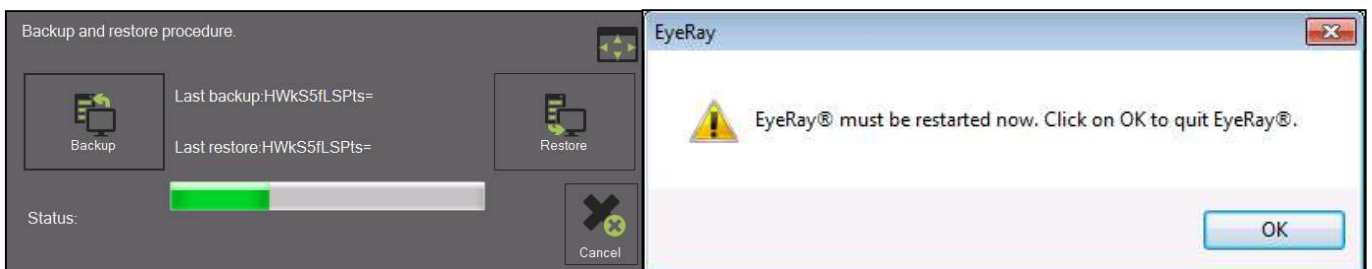 Backup and restore procedure.
Last backup:HWkS5fLSPts=
Backup
Last restore:HWkS5fLSPts=
Restore
Status:
Cancel
EyeRay
EyeRay® must be restarted now. Click on OK to quit EyeRay®.
OK